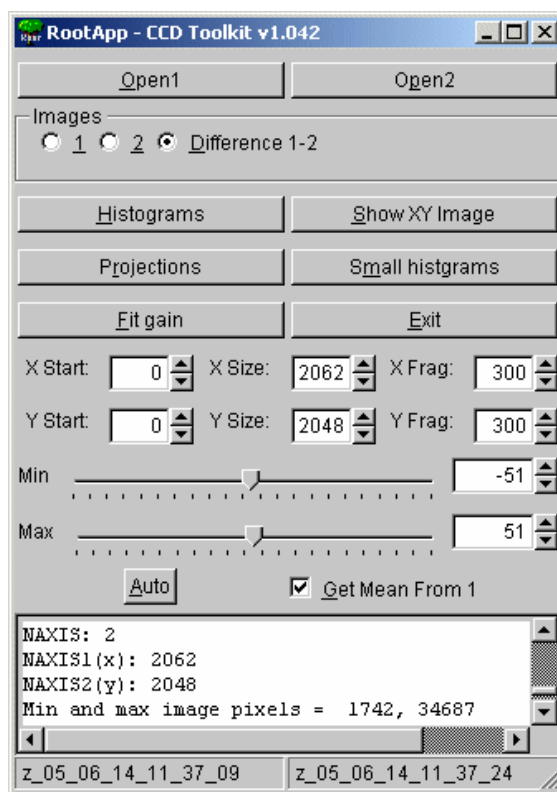 RootApp - CCD Toolkit v1.042
Open1 Open2
Images
1 2 Difference 1-2
Histograms Show XY Image
Projections Small histgrams
Fit gain Exit
X Start: 0 X Size: 2062 X Frag: 300
Y Start: 0 Y Size: 2048 Y Frag: 300
Min -51
Max 51
Auto Get Mean From 1
NAXIS: 2
NAXIS1(x): 2062
NAXIS2(y): 2048
Min and max image pixels = 1742, 34687
z_05_06_14_11_37_09 z_05_06_14_11_37_24